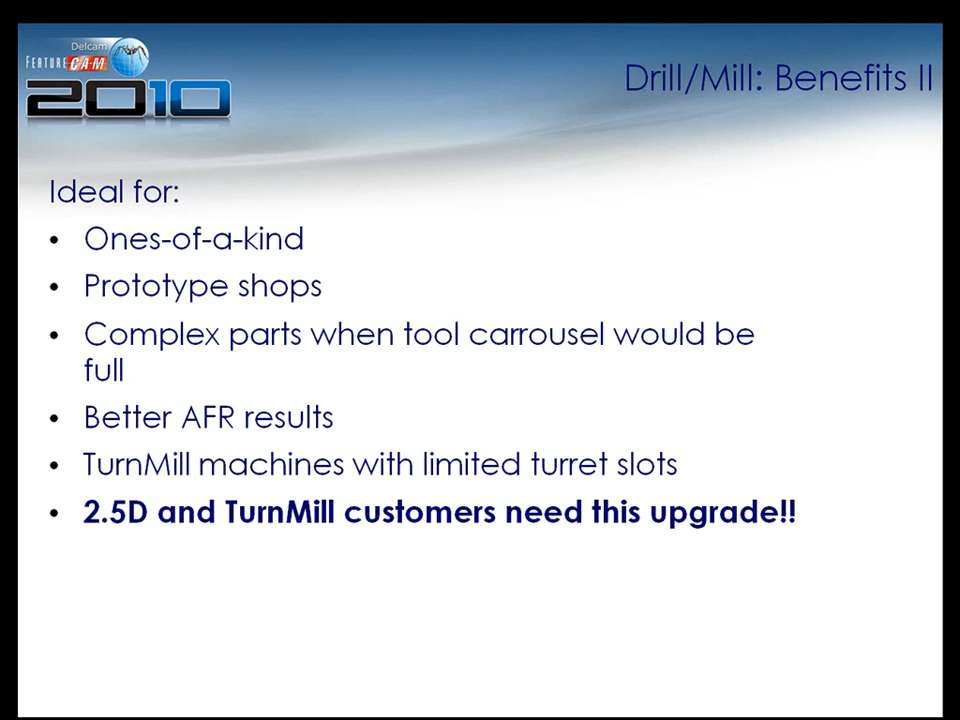 Delcam
FEATURECAM
2010
Drill/Mill: Benefits II
Ideal for:
• Ones-of-a-kind
• Prototype shops
• Complex parts when tool carrousel would be
full
• Better AFR results
• TurnMill machines with limited turret slots
• 2.5D and TurnMill customers need this upgrade!!